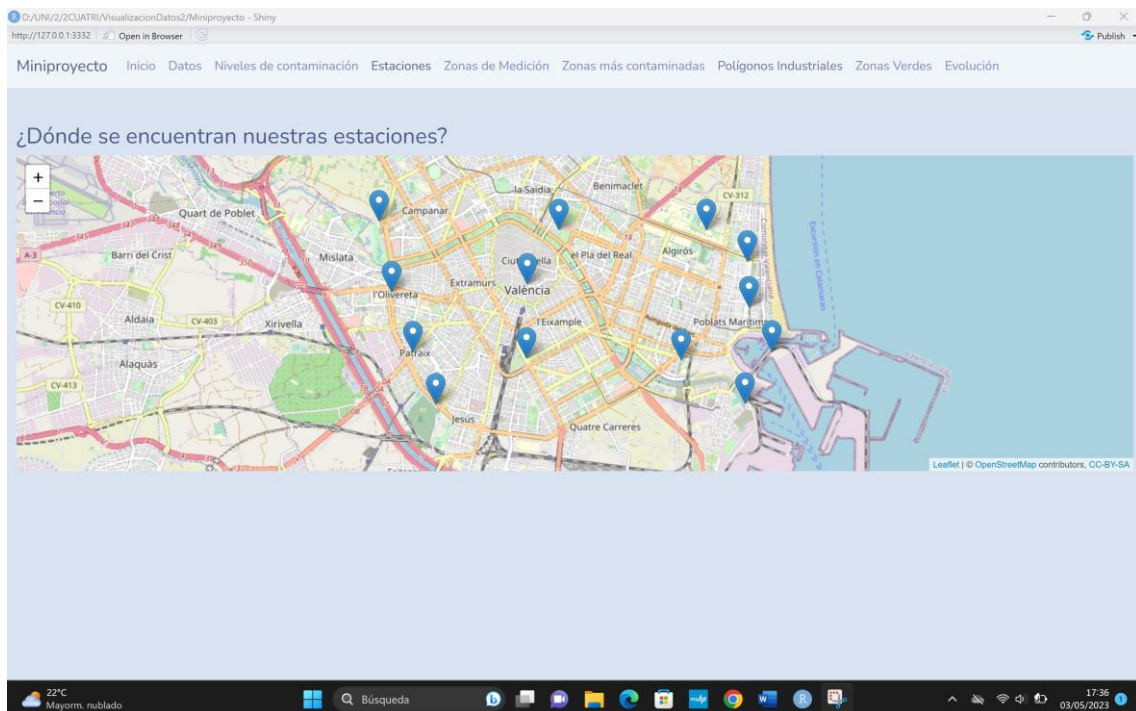 D:/UNI/2/2CUATRI/VisualizacionDatos2/Miniproyecto - Shiny
http://127.0.0.1:3332 Open in Browser Publish
Miniproyecto Inicio Datos Niveles de contaminación Estaciones Zonas de Medición Zonas más contaminadas Polígonos Industriales Zonas Verdes Evolución
¿Dónde se encuentran nuestras estaciones?
+
−
la Saïdia
Benimaclet
CV-312
Quart de Poblet
Campanar
A-3
Barri del Crist
Mislata
el Pla del Real
Algirós
Excursión en Catamaran
Extramurs
València
l'Olivereta
CV-410
Aldaia
CV-403
Xirivella
l'Eixample
Poblats Marítims
Patraix
Alaquàs
CV-413
Jesús
Quatre Carreres
Leaflet | © OpenStreetMap contributors, CC-BY-SA
22°C
Mayorm. nublado
Búsqueda
17:36
03/05/2023